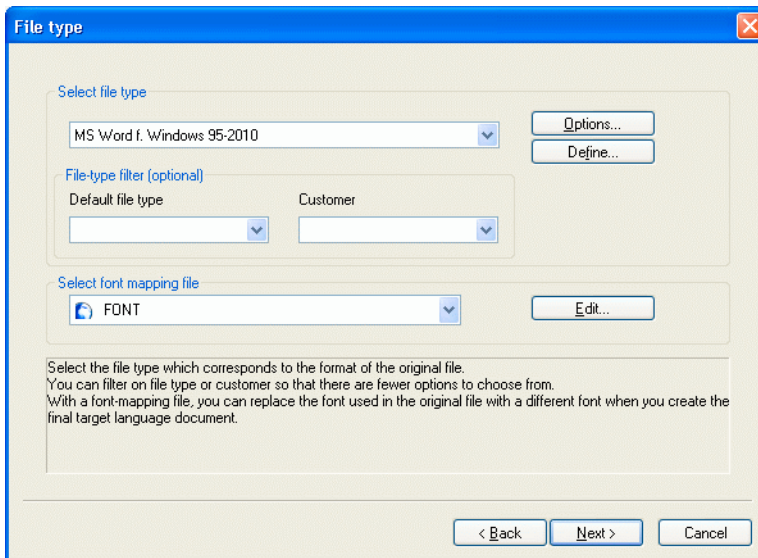 File type
Select file type
MS Word f. Windows 95-2010
Options...
Define...
File-type filter (optional)
Default file type
Customer
Select font mapping file
FONT
Edit...
Select the file type which corresponds to the format of the original file.
You can filter on file type or customer so that there are fewer options to choose from.
With a font-mapping file, you can replace the font used in the original file with a different font when you create the
final target language document.
< Back
Next >
Cancel